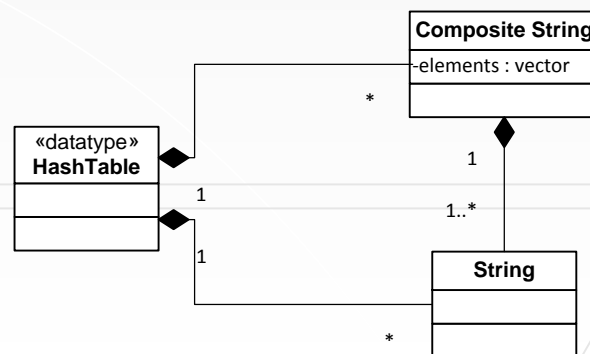 Composite String
-elements : vector
*
«datatype»
HashTable
1
1
1
1..*
String
*